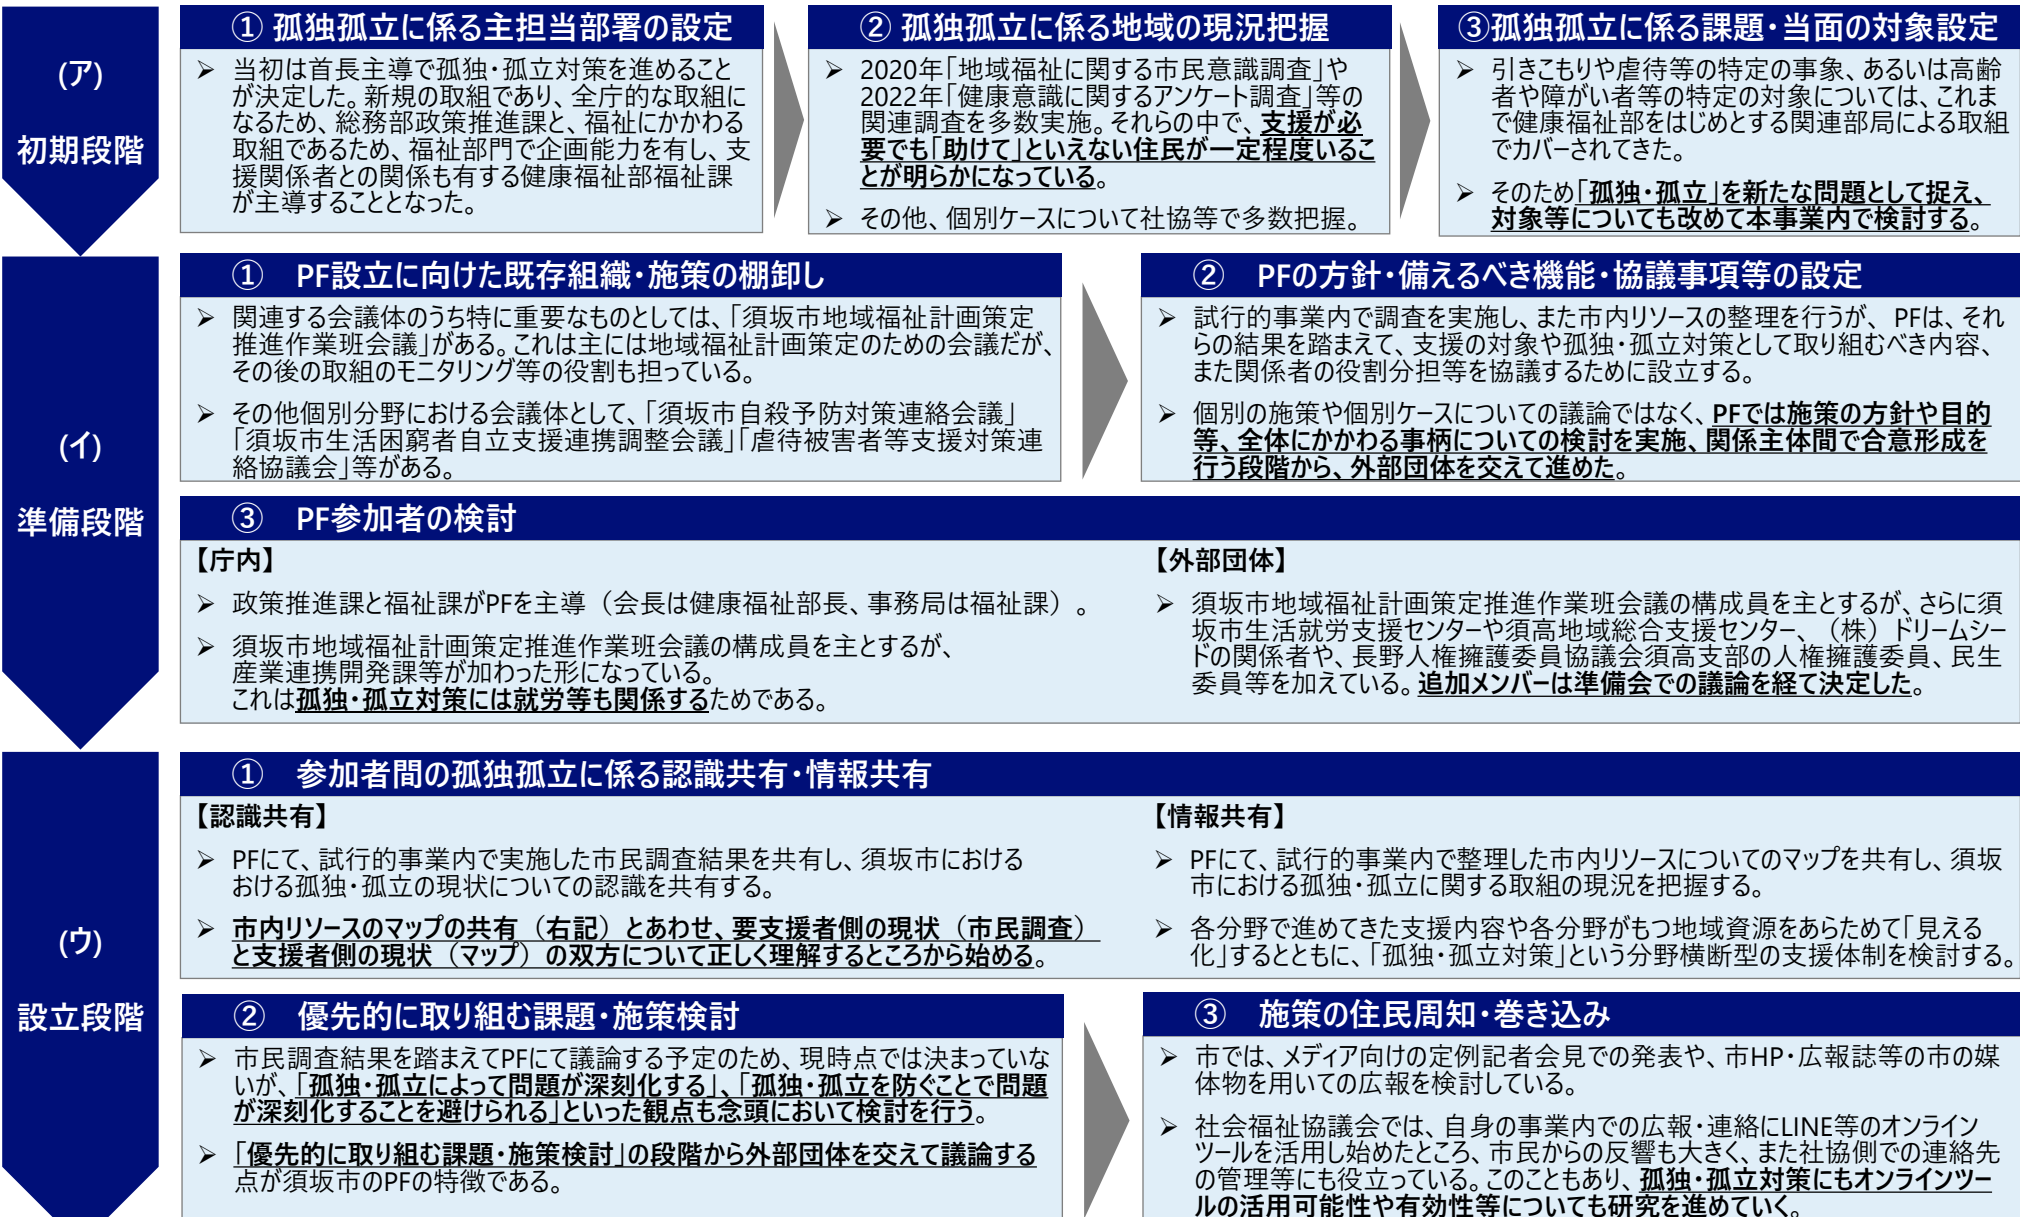 (ア)
初期段階
① 孤独孤立に係る主担当部署の設定
➢ 当初は首長主導で孤独・孤立対策を進めること
が決定した。新規の取組であり、全庁的な取組に
なるため、総務部政策推進課と、福祉にかかわる
取組であるため、福祉部門で企画能力を有し、支
援関係者との関係も有する健康福祉部福祉課
が主導することとなった。
② 孤独孤立に係る地域の現況把握
➢ 2020年「地域福祉に関する市民意識調査」や
2022年「健康意識に関するアンケート調査」等の
関連調査を多数実施。それらの中で、支援が必
要でも「助けて」といえない住民が一定程度いるこ
とが明らかになっている。
➢ その他、個別ケースについて社協等で多数把握。
③孤独孤立に係る課題・当面の対象設定
➢ 引きこもりや虐待等の特定の事象、あるいは高齢
者や障がい者等の特定の対象については、これま
で健康福祉部をはじめとする関連部局による取組
でカバーされてきた。
➢ そのため「孤独・孤立」を新たな問題として捉え、
対象等についても改めて本事業内で検討する。
(イ)
準備段階
① PF設立に向けた既存組織・施策の棚卸し
➢ 関連する会議体のうち特に重要なものとしては、「須坂市地域福祉計画策定
推進作業班会議」がある。これは主には地域福祉計画策定のための会議だが、
その後の取組のモニタリング等の役割も担っている。
➢ その他個別分野における会議体として、「須坂市自殺予防対策連絡会議」
「須坂市生活困窮者自立支援連携調整会議」「虐待被害者等支援対策連
絡協議会」等がある。
② PFの方針・備えるべき機能・協議事項等の設定
➢ 試行的事業内で調査を実施し、また市内リソースの整理を行うが、PFは、それ
らの結果を踏まえて、支援の対象や孤独・孤立対策として取り組むべき内容、
また関係者の役割分担等を協議するために設立する。
➢ 個別の施策や個別ケースについての議論ではなく、PFでは施策の方針や目的
等、全体にかかわる事柄についての検討を実施、関係主体間で合意形成を
行う段階から、外部団体を交えて進めた。
③ PF参加者の検討
【庁内】
➢ 政策推進課と福祉課がPFを主導（会長は健康福祉部長、事務局は福祉課）。
➢ 須坂市地域福祉計画策定推進作業班会議の構成員を主とするが、
産業連携開発課等が加わった形になっている。
これは孤独・孤立対策には就労等も関係するためである。
【外部団体】
➢ 須坂市地域福祉計画策定推進作業班会議の構成員を主とするが、さらに須
坂市生活就労支援センターや須高地域総合支援センター、（株）ドリームシー
ドの関係者や、長野人権擁護委員協議会須高支部の人権擁護委員、民生
委員等を加えている。追加メンバーは準備会での議論を経て決定した。
(ウ)
設立段階
① 参加者間の孤独孤立に係る認識共有・情報共有
【認識共有】
➢ PFにて、試行的事業内で実施した市民調査結果を共有し、須坂市における
おける孤独・孤立の現状についての認識を共有する。
➢ 市内リソースのマップの共有（右記）とあわせ、要支援者側の現状（市民調査）
と支援者側の現状（マップ）の双方について正しく理解するところから始める。
【情報共有】
➢ PFにて、試行的事業内で整理した市内リソースについてのマップを共有し、須坂
市における孤独・孤立に関する取組の現況を把握する。
➢ 各分野で進めてきた支援内容や各分野がもつ地域資源をあらためて「見える
化」するとともに、「孤独・孤立対策」という分野横断型の支援体制を検討する。
② 優先的に取り組む課題・施策検討
➢ 市民調査結果を踏まえてPFにて議論する予定のため、現時点では決まっていな
いが、「孤独・孤立によって問題が深刻化する」、「孤独・孤立を防ぐことで問題
が深刻化することを避けられる」といった観点も念頭において検討を行う。
➢ 「優先的に取り組む課題・施策検討」の段階から外部団体を交えて議論する
点が須坂市のPFの特徴である。
③ 施策の住民周知・巻き込み
➢ 市では、メディア向けの定例記者会見での発表や、市HP・広報誌等の市の媒
体物を用いての広報を検討している。
➢ 社会福祉協議会では、自身の事業内での広報・連絡にLINE等のオンライン
ツールを活用し始めたところ、市民からの反響も大きく、また社協側での連絡先
の管理等にも役立っている。このこともあり、孤独・孤立対策にもオンラインツー
ルの活用可能性や有効性等についても研究を進めていく。